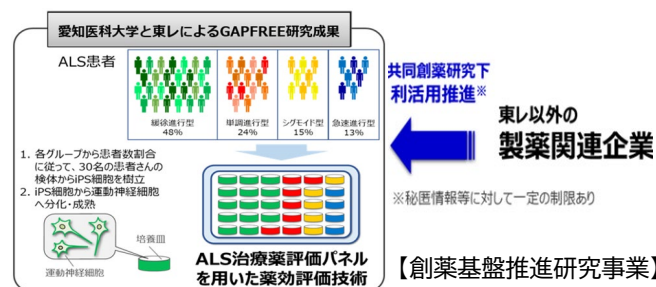 愛知医科大学と東レによるGAPFREE研究成果
ALS患者
緩徐進行型
48%
単調進行型
24%
シグモイド型
15%
急速進行型
13%
1. 各グループから患者数割合
に従って、30名の患者さんの
検体からiPS細胞を樹立
2. iPS細胞から運動神経細胞
へ分化・成熟
培養皿
運動神経細胞
ALS治療薬評価パネル
を用いた薬効評価技術
共同創薬研究下
利活用推進※
東レ以外の
製薬関連企業
※秘匿情報等に対して一定の制限あり
【創薬基盤推進研究事業】